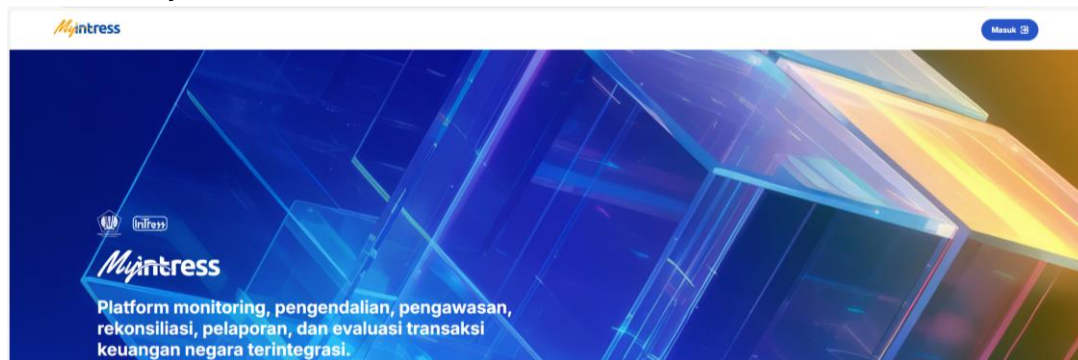 Myintress
Masuk
InTress
Myintress
Platform monitoring, pengendalian, pengawasan,
rekonsiliasi, pelaporan, dan evaluasi transaksi
keuangan negara terintegrasi.